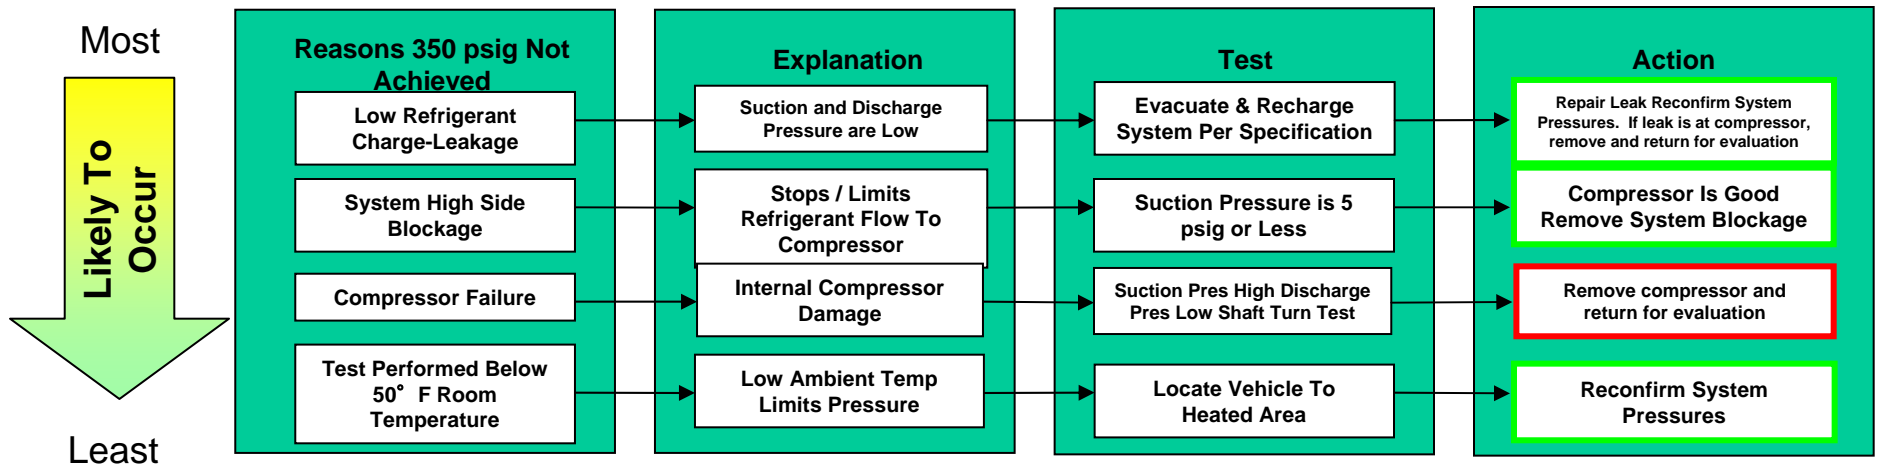 Most
Likely To
Occur
Least
Reasons 350 psig Not
Achieved
Explanation
Test
Action
Low Refrigerant
Charge-Leakage
Suction and Discharge
Pressure are Low
Evacuate & Recharge
System Per Specification
Repair Leak Reconfirm System
Pressures.  If leak is at compressor,
remove and return for evaluation
System High Side
Blockage
Stops / Limits
Refrigerant Flow To
Compressor
Suction Pressure is 5
psig or Less
Compressor Is Good
Remove System Blockage
Compressor Failure
Internal Compressor
Damage
Suction Pres High Discharge
Pres Low Shaft Turn Test
Remove compressor and
return for evaluation
Test Performed Below
50° F Room
Temperature
Low Ambient Temp
Limits Pressure
Locate Vehicle To
Heated Area
Reconfirm System
Pressures